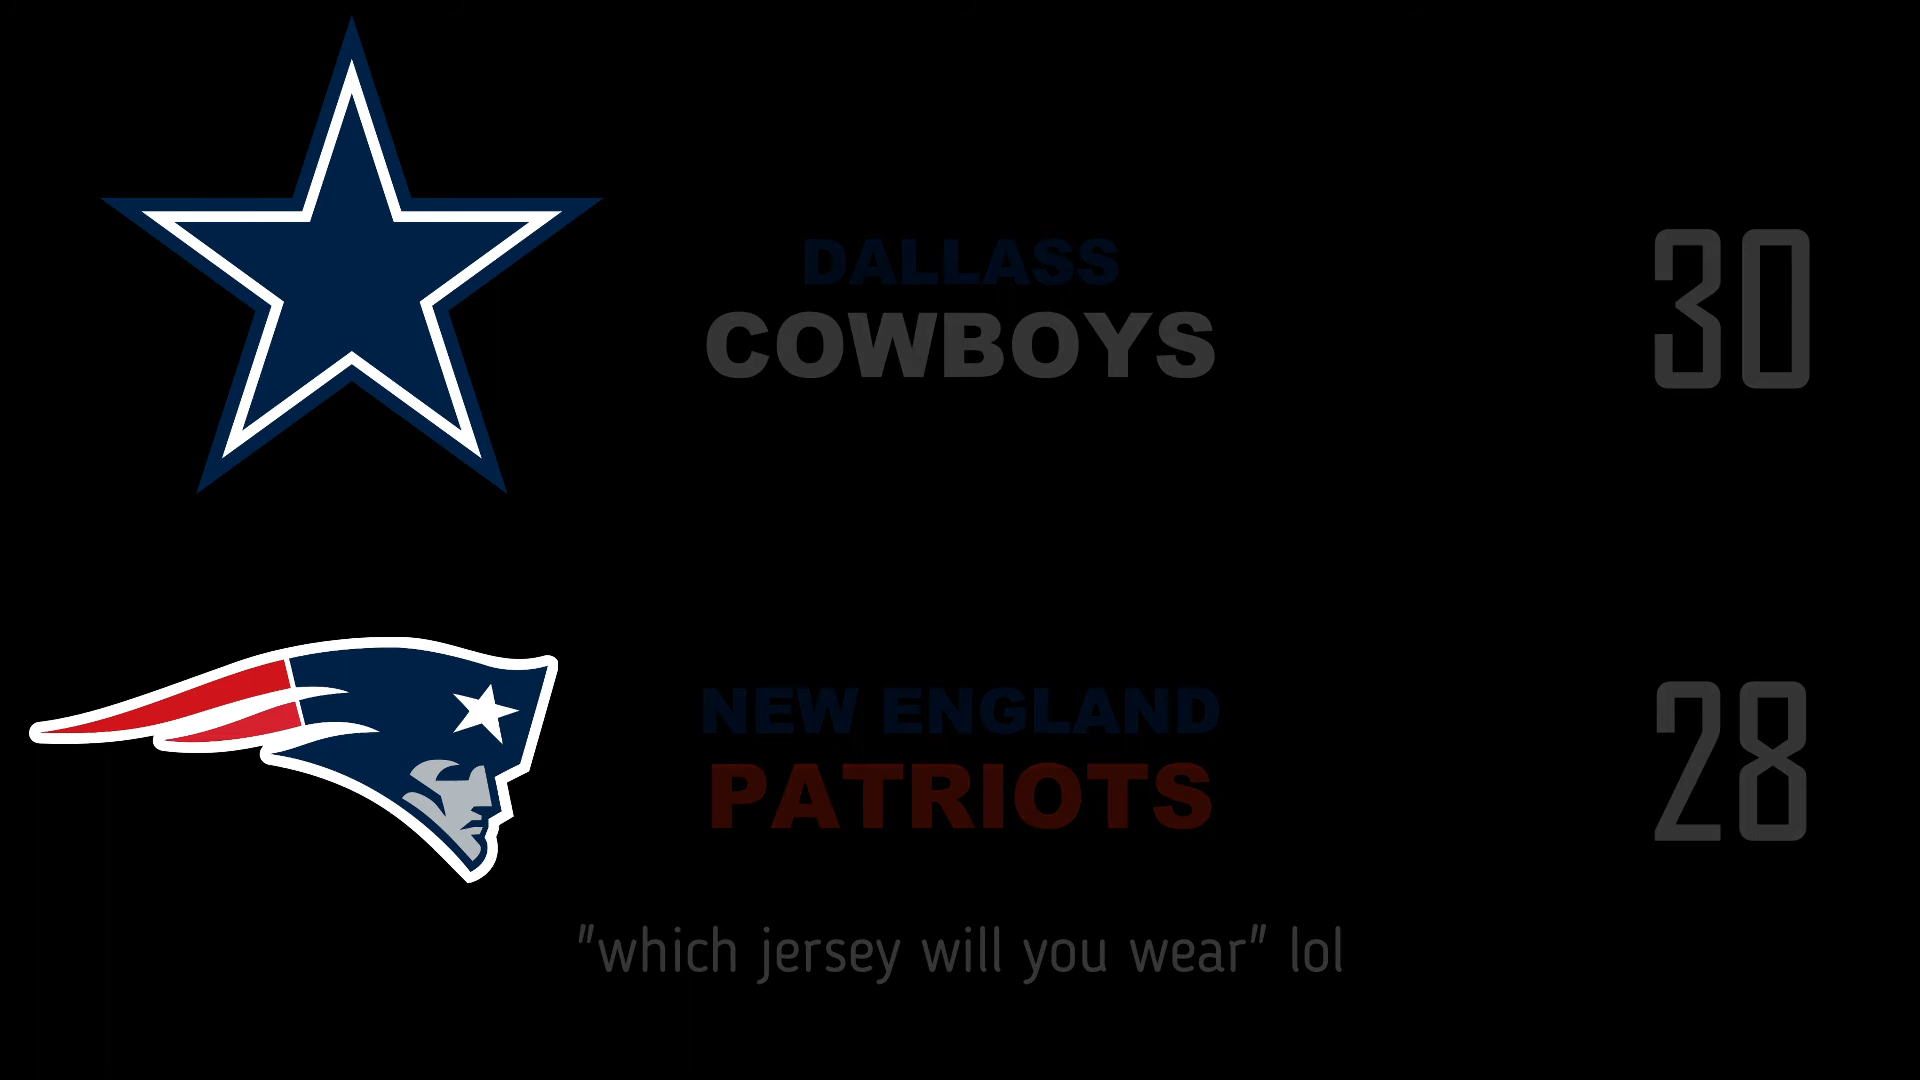 DALLASS
COWBOYS
30
NEW ENGLAND
PATRIOTS
28
"which jersey will you wear" lol